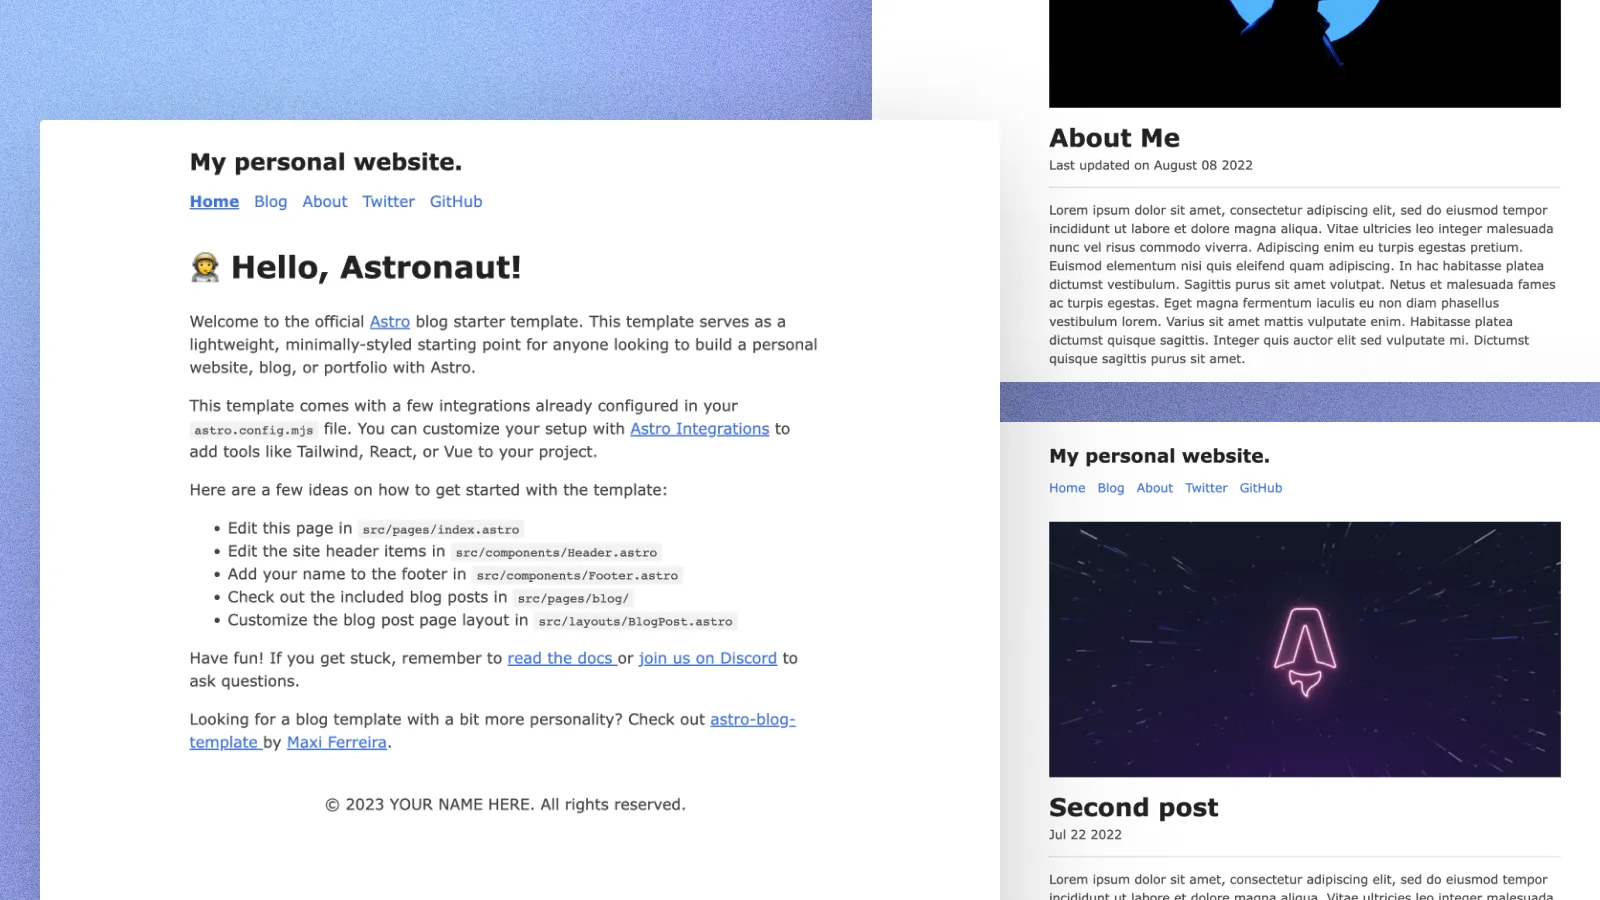 My personal website.
Home Blog About Twitter GitHub
Hello, Astronaut!
Welcome to the official Astro blog starter template. This template serves as a
lightweight, minimally-styled starting point for anyone looking to build a personal
website, blog, or portfolio with Astro.
This template comes with a few integrations already configured in your
astro.config.mjs file. You can customize your setup with Astro Integrations to
add tools like Tailwind, React, or Vue to your project.
Here are a few ideas on how to get started with the template:
• Edit this page in src/pages/index.astro
• Edit the site header items in src/components/Header.astro
• Add your name to the footer in src/components/Footer.astro
• Check out the included blog posts in src/pages/blog/
• Customize the blog post page layout in src/layouts/BlogPost.astro
Have fun! If you get stuck, remember to read the docs or join us on Discord to
ask questions.
Looking for a blog template with a bit more personality? Check out astro-blog-
template by Maxi Ferreira.
© 2023 YOUR NAME HERE. All rights reserved.
About Me
Last updated on August 08 2022
Lorem ipsum dolor sit amet, consectetur adipiscing elit, sed do eiusmod tempor
incididunt ut labore et dolore magna aliqua. Vitae ultricies leo integer malesuada
nunc vel risus commodo viverra. Adipiscing enim eu turpis egestas pretium.
Euismod elementum nisi quis eleifend quam adipiscing. In hac habitasse platea
dictumst vestibulum. Sagittis purus sit amet volutpat. Netus et malesuada fames
ac turpis egestas. Eget magna fermentum iaculis eu non diam phasellus
vestibulum lorem. Varius sit amet mattis vulputate enim. Habitasse platea
dictumst quisque sagittis. Integer quis auctor elit sed vulputate mi. Dictumst
quisque sagittis purus sit amet.
My personal website.
Home Blog About Twitter GitHub
Second post
Jul 22 2022
Lorem ipsum dolor sit amet, consectetur adipiscing elit, sed do eiusmod tempor
incididunt ut labore et dolore magna aliqua. Vitae ultricies leo integer malesuada